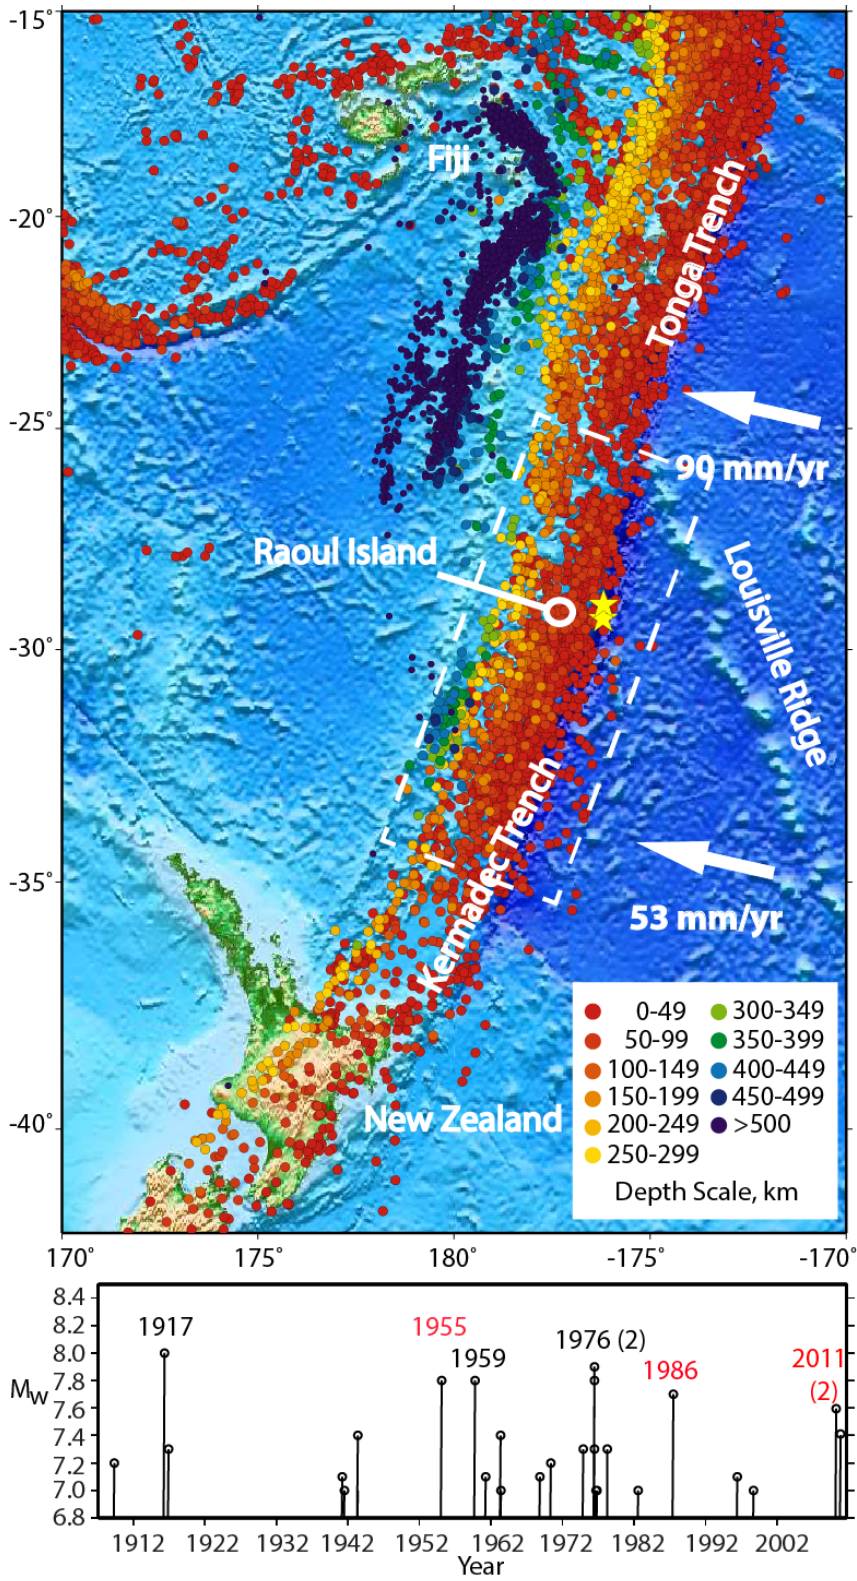 -15°
-20°
-25°
-30°
-35°
-40°
Fiji
Tonga Trench
90 mm/yr
Raoul Island
Louisville Ridge
Kermadec Trench
53 mm/yr
New Zealand
0-49
50-99
100-149
150-199
200-249
250-299
300-349
350-399
400-449
450-499
>500
Depth Scale, km
170° 175° 180° -175° -170°
8.4
8.2
8.0
7.8
7.6
7.4
7.2
7.0
6.8
Mw
1917
1955
1959
1976 (2)
1986
2011
(2)
1912 1922 1932 1942 1952 1962 1972 1982 1992 2002
Year